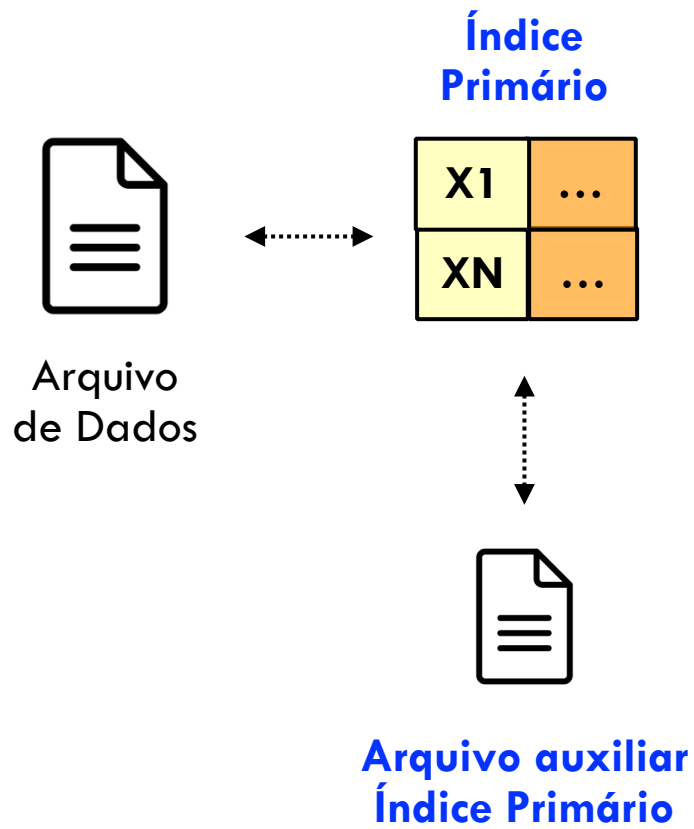 Índice
Primário
X1 ...
XN ...
Arquivo
de Dados
Arquivo auxiliar
Índice Primário